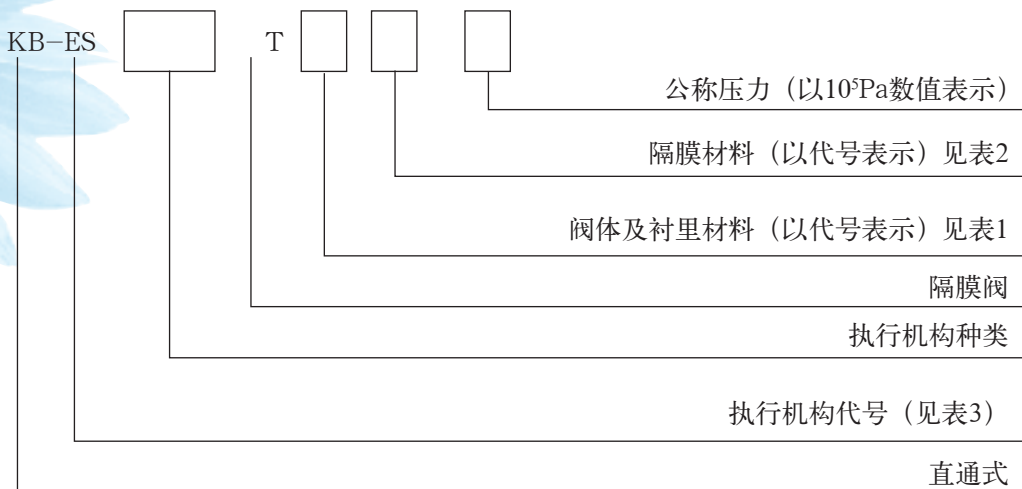 KB-ES T
公称压力（以10⁵Pa数值表示）
隔膜材料（以代号表示）见表2
阀体及衬里材料（以代号表示）见表1
隔膜阀
执行机构种类
执行机构代号（见表3）
直通式